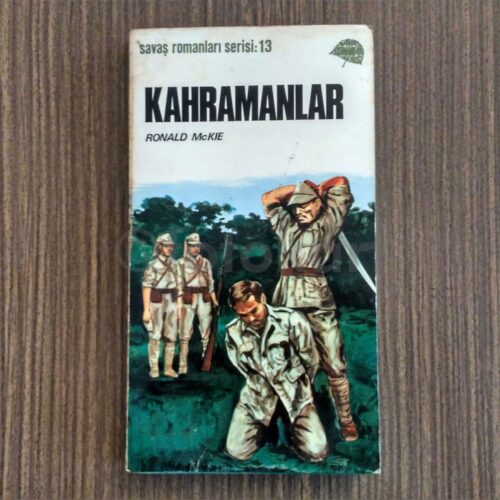 savaş romanları serisi:13
KAHRAMANLAR
RONALD McKIE